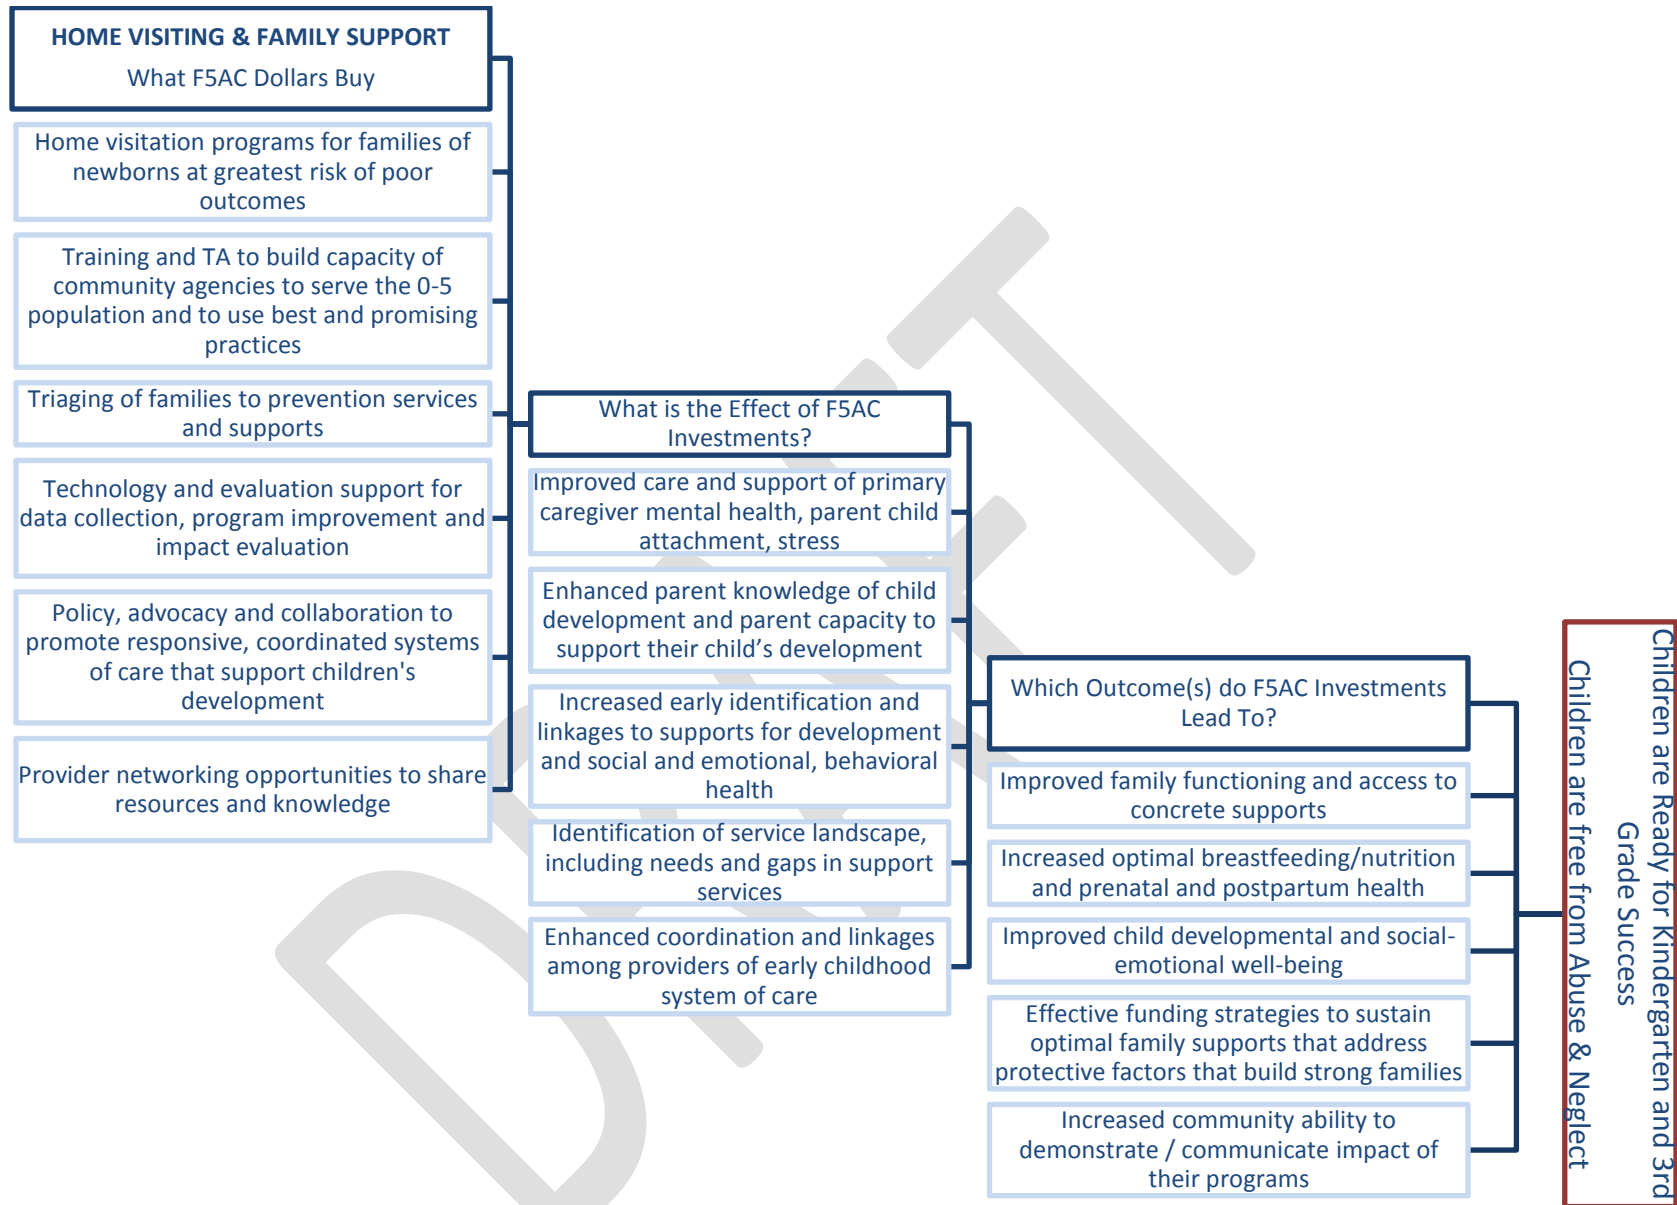 HOME VISITING & FAMILY SUPPORT
What F5AC Dollars Buy
Home visitation programs for families of
newborns at greatest risk of poor
outcomes
Training and TA to build capacity of
community agencies to serve the 0-5
population and to use best and promising
practices
Triaging of families to prevention services
and supports
Technology and evaluation support for
data collection, program improvement and
impact evaluation
Policy, advocacy and collaboration to
promote responsive, coordinated systems
of care that support children's
development
Provider networking opportunities to share
resources and knowledge
What is the Effect of F5AC
Investments?
Improved care and support of primary
caregiver mental health, parent child
attachment, stress
Enhanced parent knowledge of child
development and parent capacity to
support their child’s development
Increased early identification and
linkages to supports for development
and social and emotional, behavioral
health
Identification of service landscape,
including needs and gaps in support
services
Enhanced coordination and linkages
among providers of early childhood
system of care
Which Outcome(s) do F5AC Investments
Lead To?
Improved family functioning and access to
concrete supports
Increased optimal breastfeeding/nutrition
and prenatal and postpartum health
Improved child developmental and social-
emotional well-being
Effective funding strategies to sustain
optimal family supports that address
protective factors that build strong families
Increased community ability to
demonstrate / communicate impact of
their programs
Children are Ready for Kindergarten and 3rd
Grade Success
Children are free from Abuse & Neglect
DRAFT